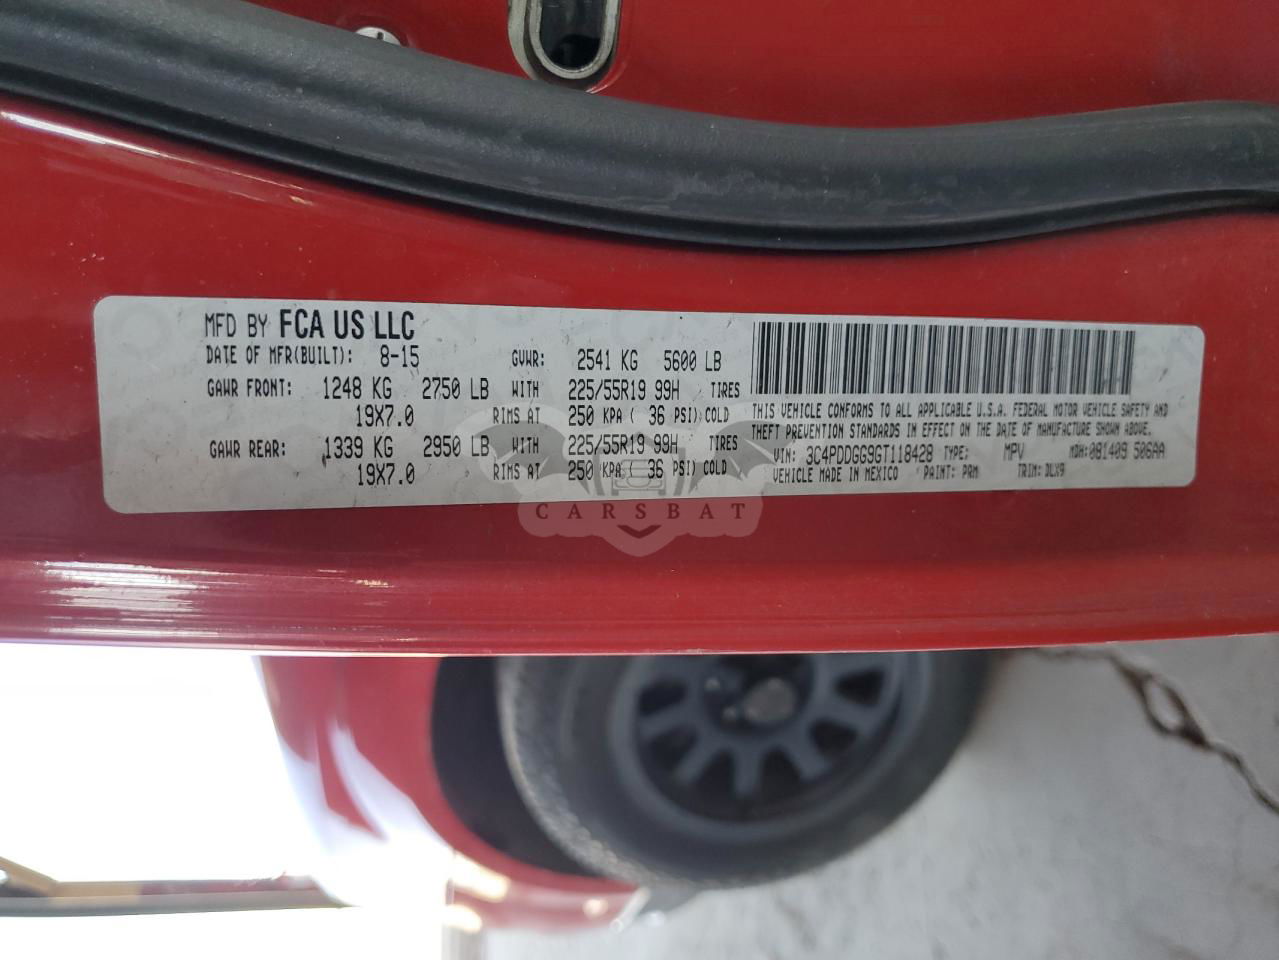 MFD BY FCA US LLC
DATE OF MFR(BUILT): 8-15 GVWR: 2541 KG 5600 LB
GAWR FRONT: 1248 KG 2750 LB WITH 225/55R19 99H TIRES
19X7.0 RIMS AT 250 KPA ( 36 PSI) COLD
GAWR REAR: 1339 KG 2950 LB WITH 225/55R19 99H TIRES
19X7.0 RIMS AT 250 KPA ( 36 PSI) COLD
THIS VEHICLE CONFORMS TO ALL APPLICABLE U.S.A. FEDERAL MOTOR VEHICLE SAFETY AND
THEFT PREVENTION STANDARDS IN EFFECT ON THE DATE OF MANUFACTURE SHOWN ABOVE.
VIN: 3C4PDDGG9GT118428 TYPE: MPV MDH: 081409 506AA
VEHICLE MADE IN MEXICO PAINT: PRM TRIM: DLX9
CARSBAT